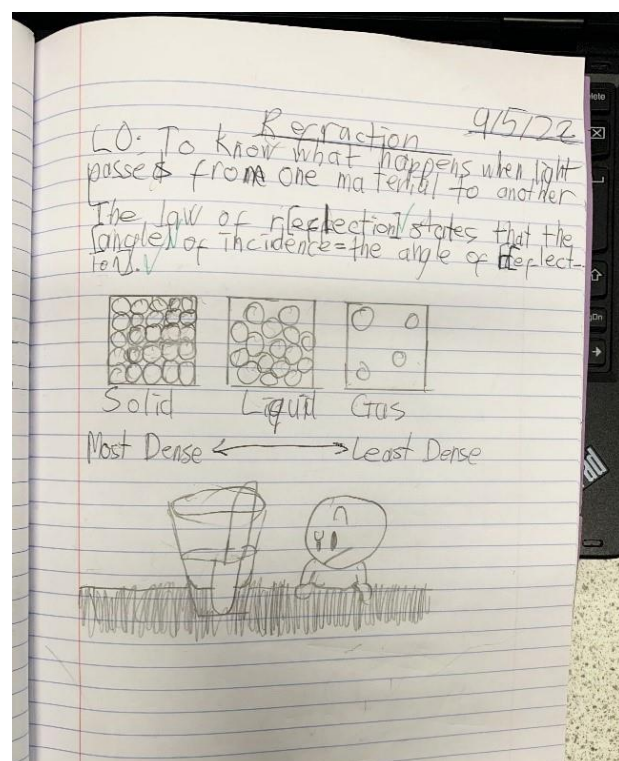 Refraction 9/5/22
LO: To know what happens when light
passes from one material to another
The law of reflection states that the
angle of incidence = the angle of reflect-
ion.
Solid Liquid Gas
Most Dense Least Dense